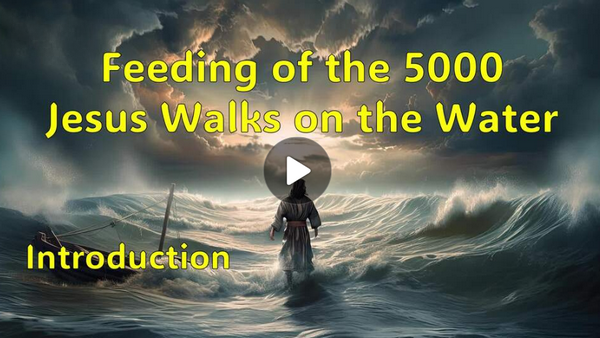 Feeding of the 5000
Jesus Walks on the Water
Introduction